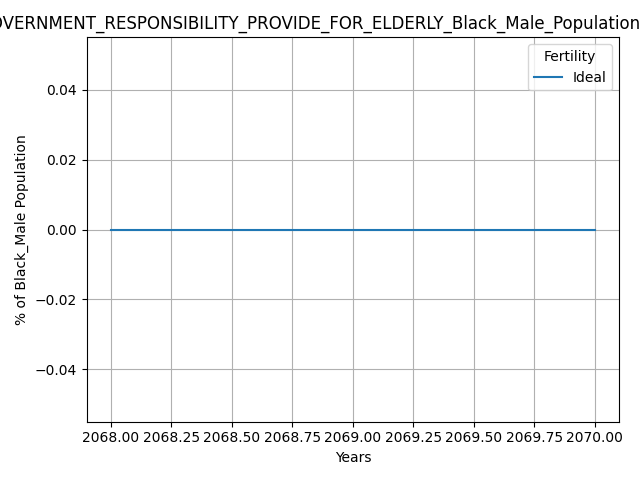 OVERNMENT_RESPONSIBILITY_PROVIDE_FOR_ELDERLY_Black_Male_Population
Fertility
Ideal
0.04
0.02
0.00
−0.02
−0.04
% of Black_Male Population
2068.00 2068.25 2068.50 2068.75 2069.00 2069.25 2069.50 2069.75 2070.00
Years